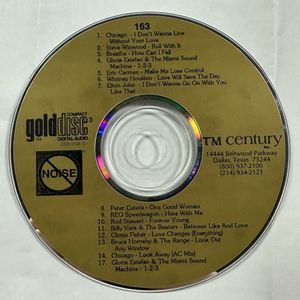 163
1. Chicago - I Don't Wanna Live
Without Your Love
2. Steve Winwood - Roll With It
3. Breathe - How Can I Fall
4. Gloria Estefan & The Miami Sound
Machine - 1-2-3
5. Eric Carmen - Make Me Lose Control
6. Whitney Houston - Love Will Save The Day
7. Elton John - I Don't Wanna Go On With You
Like That
COMPACT
golddisc
DIGITAL AUDIO
NOISE
TM century
14444 Beltwood Parkway
Dallas, Texas 75244
(800) 937-2100
(214) 934-2121
8. Peter Cetera - One Good Woman
9. REO Speedwagon - Here With Me
10. Rod Stewart - Forever Young
11. Billy Vera & The Beaters - Between Like And Love
12. Climie Fisher - Love Changes (Everything)
13. Bruce Hornsby & The Range - Look Out
Any Window
14. Chicago - Look Away [AC Mix]
17. Gloria Estefan & The Miami Sound
Machine - 1-2-3